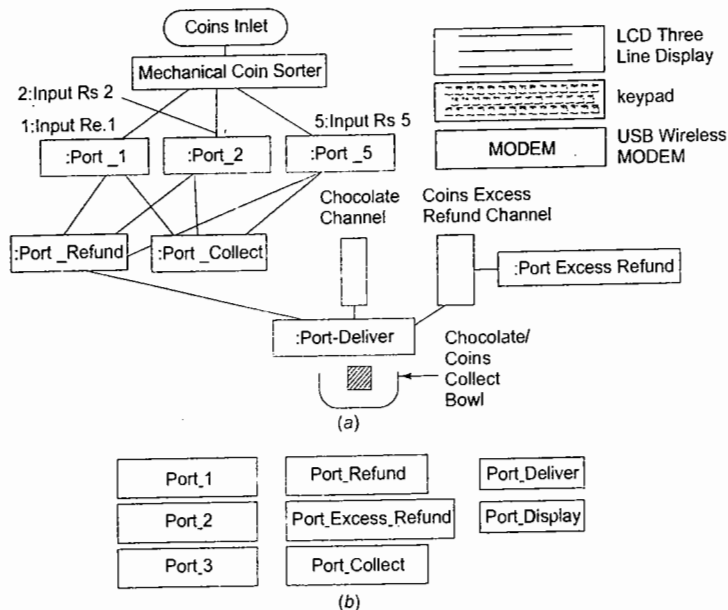 Coins Inlet
Mechanical Coin Sorter
LCD Three
Line Display
keypad
MODEM
USB Wireless
MODEM
2:Input Rs 2
1:Input Re.1
5:Input Rs 5
:Port _1
:Port_2
:Port _5
Chocolate
Channel
Coins Excess
Refund Channel
:Port _Refund
:Port _Collect
:Port Excess Refund
:Port-Deliver
Chocolate/
Coins
Collect
Bowl
(a)
Port_1
Port_Refund
Port_Deliver
Port_2
Port_Excess_Refund
Port_Display
Port_3
Port_Collect
(b)